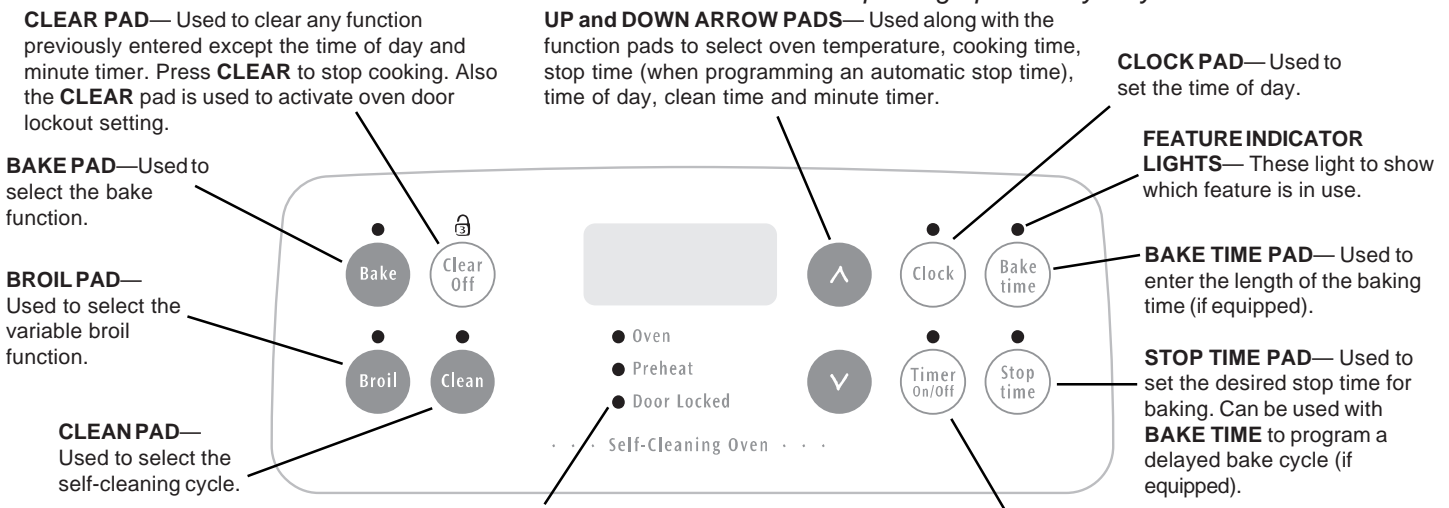 CLEAR PAD— Used to clear any function
previously entered except the time of day and
minute timer. Press CLEAR to stop cooking. Also
the CLEAR pad is used to activate oven door
lockout setting.
UP and DOWN ARROW PADS— Used along with the
function pads to select oven temperature, cooking time,
stop time (when programming an automatic stop time),
time of day, clean time and minute timer.
CLOCK PAD— Used to
set the time of day.
FEATURE INDICATOR
LIGHTS— These light to show
which feature is in use.
BAKE PAD—Used to
select the bake
function.
BROIL PAD—
Used to select the
variable broil
function.
CLEAN PAD—
Used to select the
self-cleaning cycle.
3
Bake
Clear
Off
Clock
Bake
time
Broil
Clean
Oven
Preheat
Door Locked
Timer
On/Off
Stop
time
· · · Self-Cleaning Oven · · ·
BAKE TIME PAD— Used to
enter the length of the baking
time (if equipped).
STOP TIME PAD— Used to
set the desired stop time for
baking. Can be used with
BAKE TIME to program a
delayed bake cycle (if
equipped).